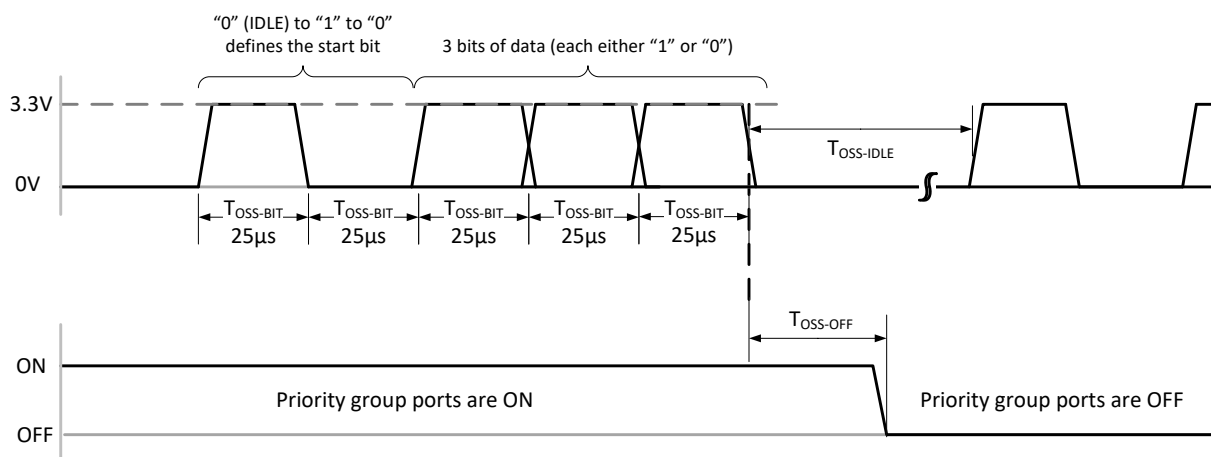 “0” (IDLE) to “1” to “0”
defines the start bit
3 bits of data (each either “1” or “0”)
3.3V
0V
TOSS-IDLE
TOSS-BIT TOSS-BIT TOSS-BIT TOSS-BIT TOSS-BIT
25µs 25µs 25µs 25µs 25µs
TOSS-OFF
ON
Priority group ports are ON
Priority group ports are OFF
OFF